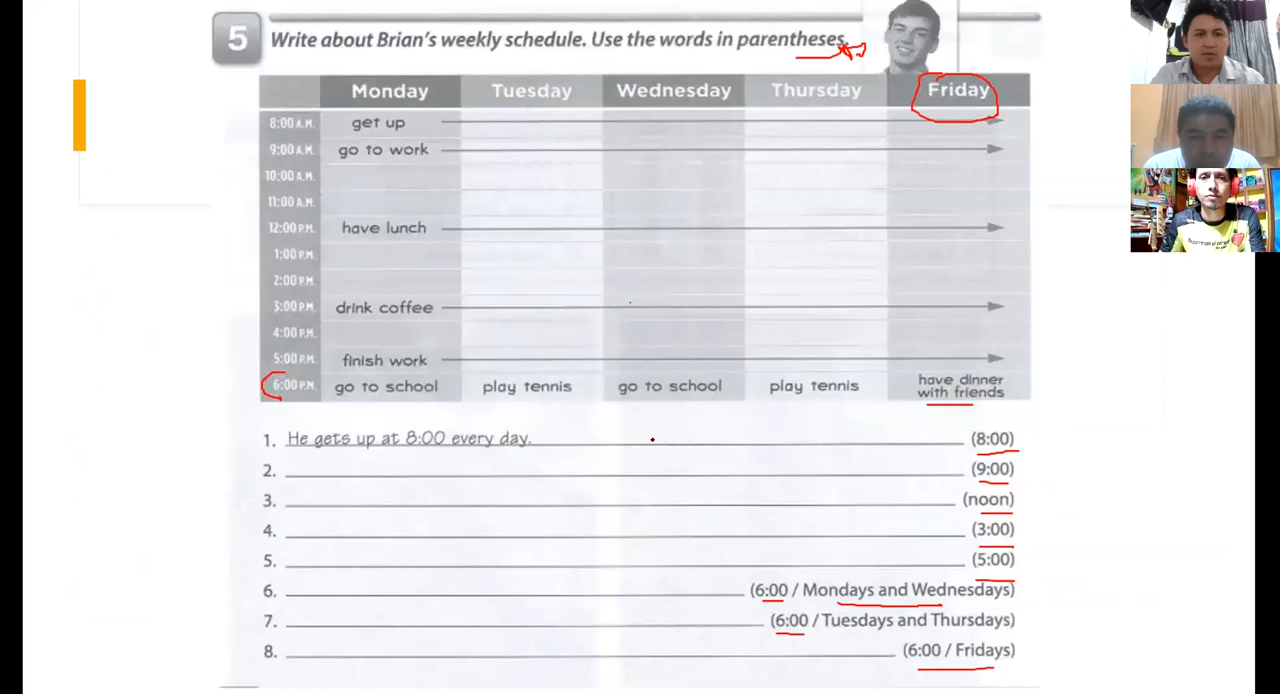 5 Write about Brian's weekly schedule. Use the words in parentheses.
Monday Tuesday Wednesday Thursday Friday
8:00 A.M. get up
9:00 A.M. go to work
10:00 A.M.
11:00 A.M.
12:00 P.M. have lunch
1:00 P.M.
2:00 P.M.
3:00 P.M. drink coffee
4:00 P.M.
5:00 P.M. finish work
6:00 P.M. go to school play tennis go to school play tennis have dinner
with friends
1. He gets up at 8:00 every day. (8:00)
2. (9:00)
3. (noon)
4. (3:00)
5. (5:00)
6. (6:00 / Mondays and Wednesdays)
7. (6:00 / Tuesdays and Thursdays)
8. (6:00 / Fridays)